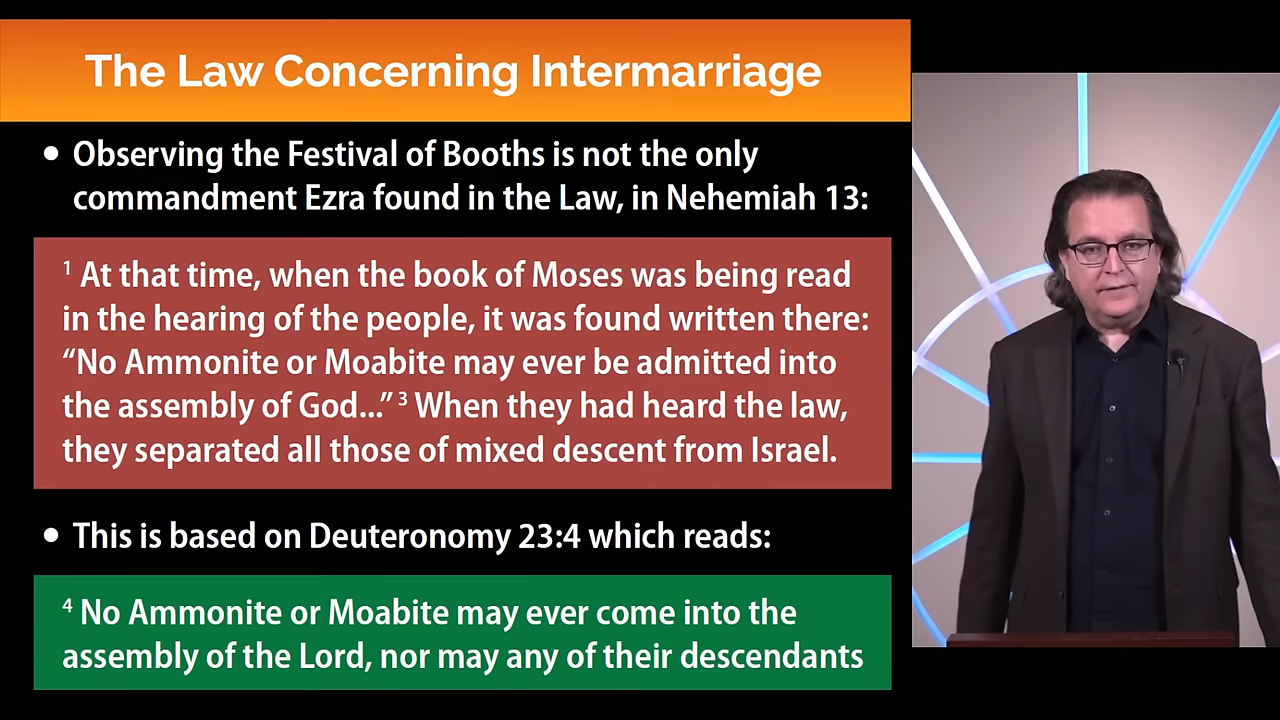 The Law Concerning Intermarriage
• Observing the Festival of Booths is not the only
commandment Ezra found in the Law, in Nehemiah 13:
¹ At that time, when the book of Moses was being read
in the hearing of the people, it was found written there:
“No Ammonite or Moabite may ever be admitted into
the assembly of God...” ³ When they had heard the law,
they separated all those of mixed descent from Israel.
• This is based on Deuteronomy 23:4 which reads:
⁴ No Ammonite or Moabite may ever come into the
assembly of the Lord, nor may any of their descendants